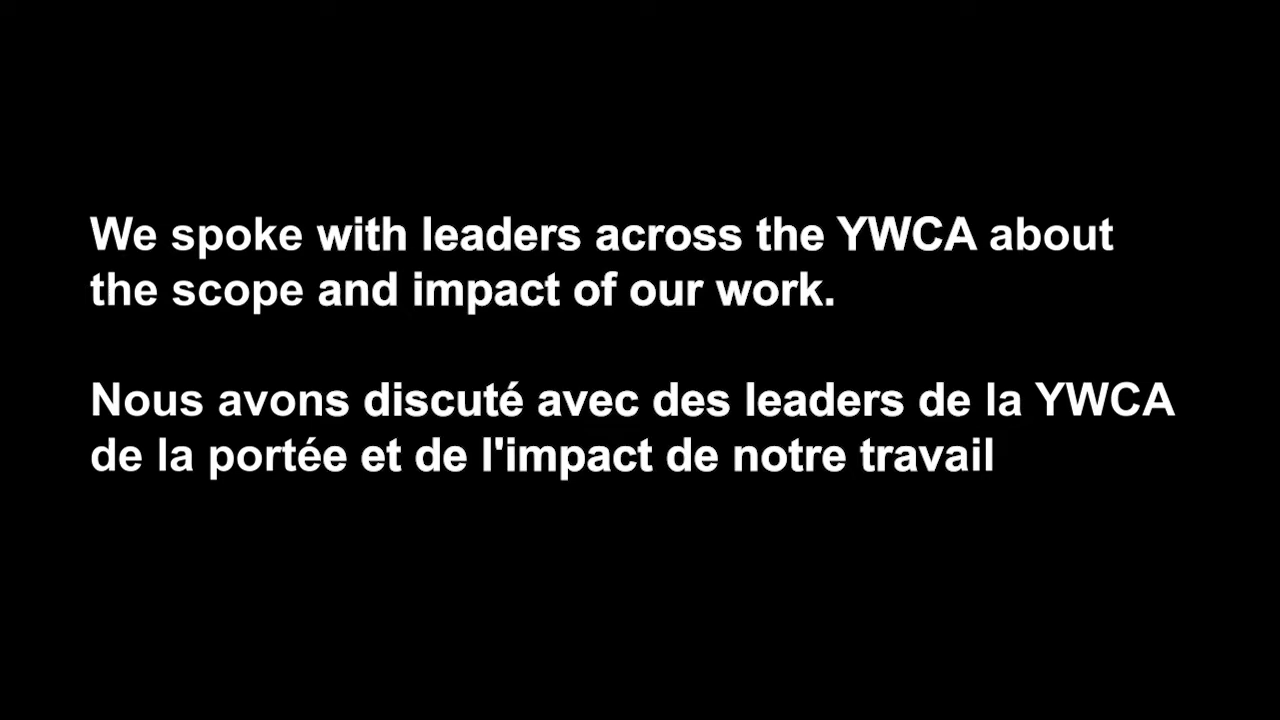 We spoke with leaders across the YWCA about
the scope and impact of our work.
Nous avons discuté avec des leaders de la YWCA
de la portée et de l'impact de notre travail